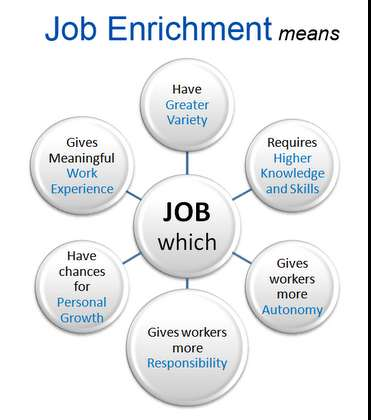 Job Enrichment means
Have
Greater
Variety
Requires
Higher
Knowledge
and Skills
Gives
workers
more
Autonomy
Gives workers
more
Responsibility
Have
chances
for
Personal
Growth
Gives
Meaningful
Work
Experience
JOB
which